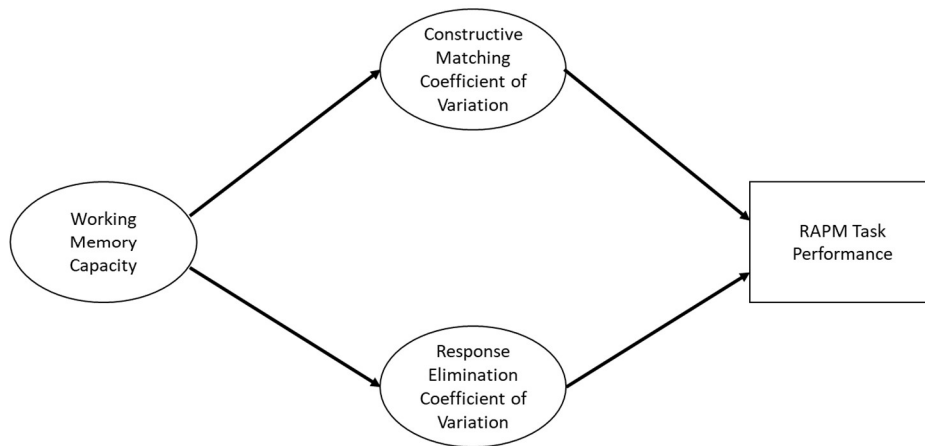 Constructive
Matching
Coefficient of
Variation
Working
Memory
Capacity
RAPM Task
Performance
Response
Elimination
Coefficient of
Variation